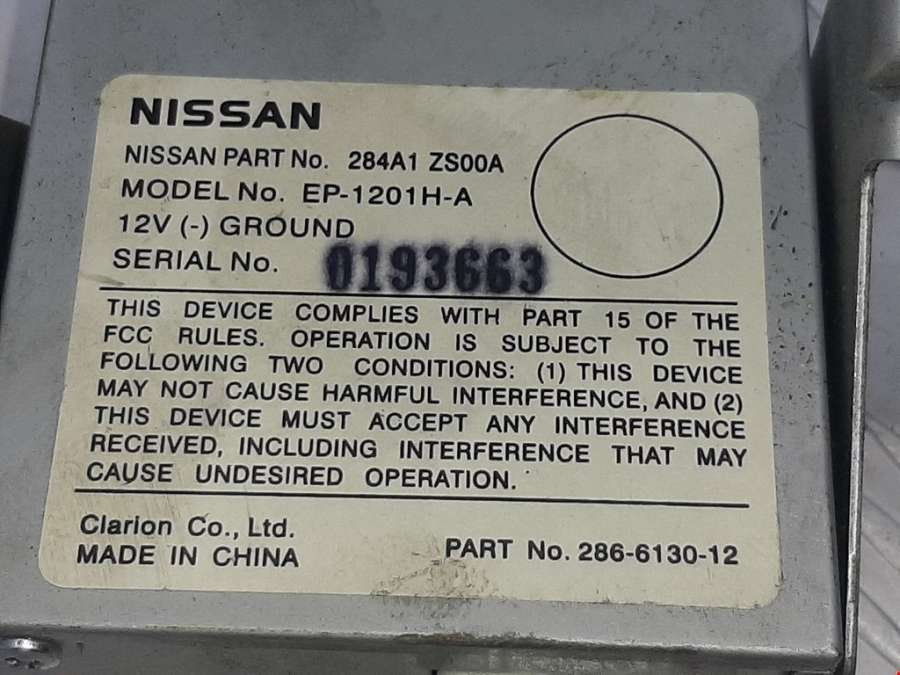 NISSAN
NISSAN PART No. 284A1 ZS00A
MODEL No. EP-1201H-A
12V (-) GROUND
SERIAL No. 0193663
THIS DEVICE COMPLIES WITH PART 15 OF THE
FCC RULES. OPERATION IS SUBJECT TO THE
FOLLOWING TWO CONDITIONS: (1) THIS DEVICE
MAY NOT CAUSE HARMFUL INTERFERENCE, AND (2)
THIS DEVICE MUST ACCEPT ANY INTERFERENCE
RECEIVED, INCLUDING INTERFERENCE THAT MAY
CAUSE UNDESIRED OPERATION.
Clarion Co., Ltd.
MADE IN CHINA
PART No. 286-6130-12